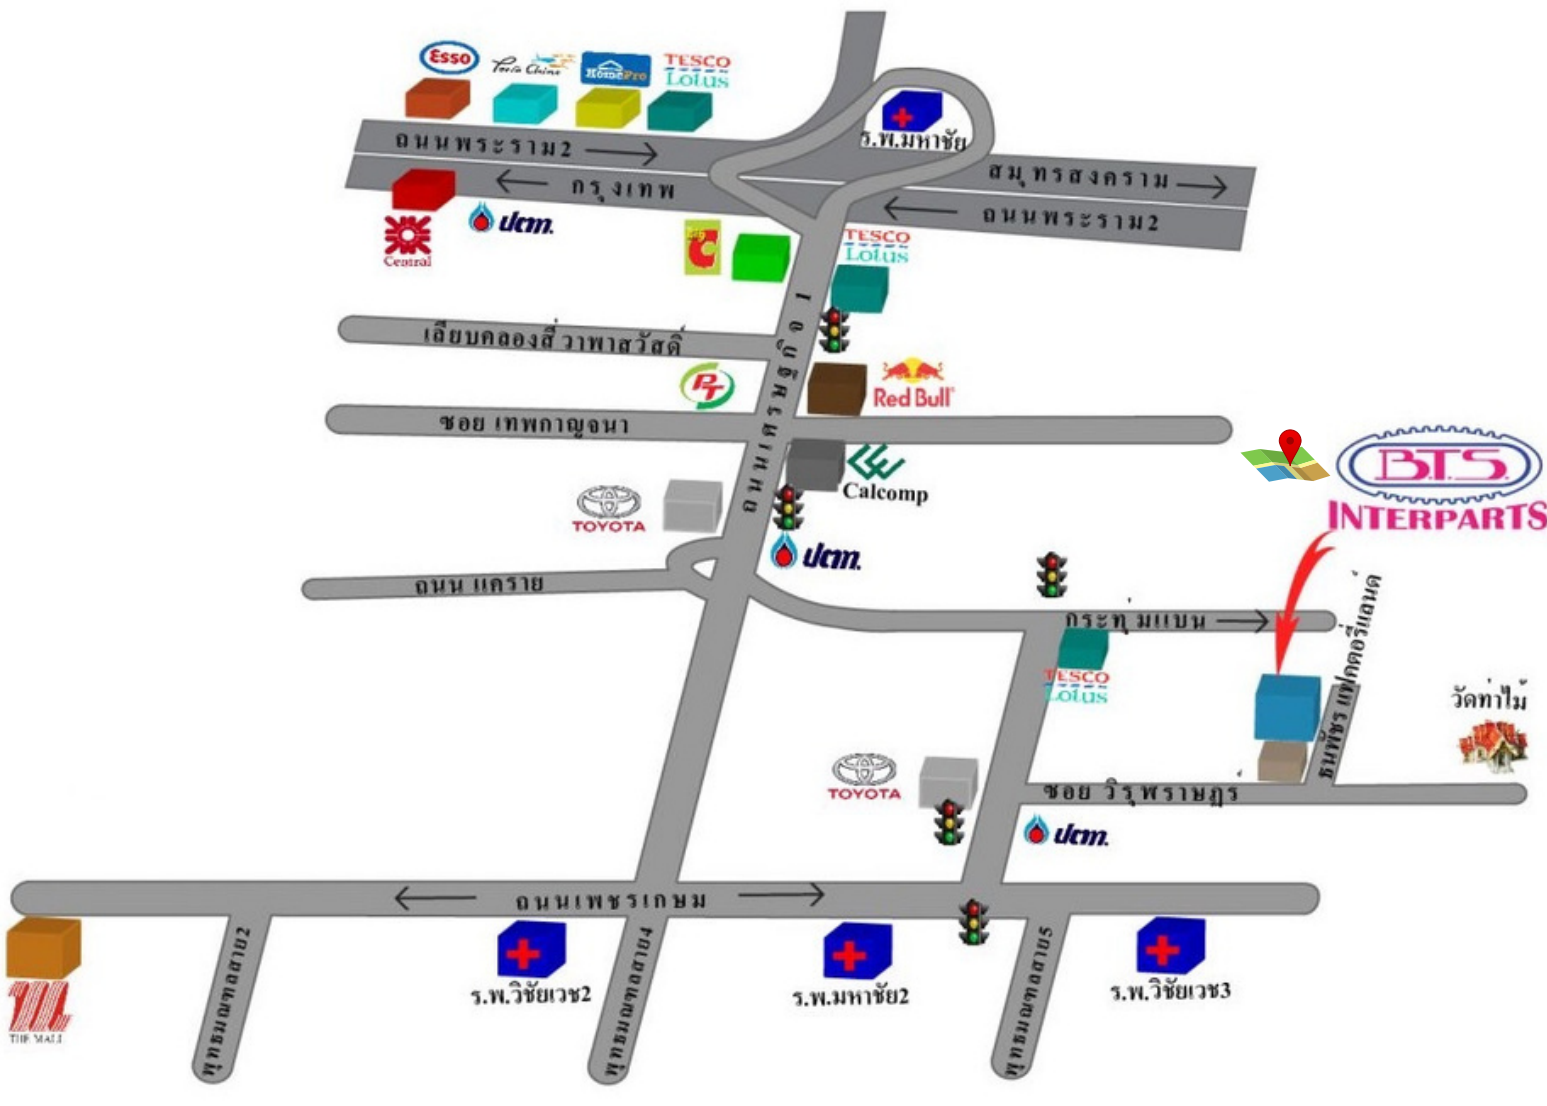 Esso
HomePro
TESCO
Lotus
ถนนพระราม2
ร.พ.มหาชัย
สมุทรสงคราม
กรุงเทพ
ถนนพระราม2
Central
ปตท.
Big
C
TESCO
Lotus
ถนนเศรษฐกิจ 1
เลียบคลองสี่วาพาสวัสดิ์
PT
Red Bull
ซอย เทพกาญจนา
B.T.S.
INTERPARTS
Calcomp
TOYOTA
ปตท.
ถนน แคราย
กระทุ่มแบน
TESCO
Lotus
ธนพัชร แฟคตอรี่แลนด์
วัดท่าไม้
TOYOTA
ซอย วิรุฬราษฎร์
ปตท.
ถนนเพชรเกษม
พุทธมณฑลสาย2
พุทธมณฑลสาย4
พุทธมณฑลสาย5
ร.พ.วิชัยเวช2
ร.พ.มหาชัย2
ร.พ.วิชัยเวช3
THE MALL